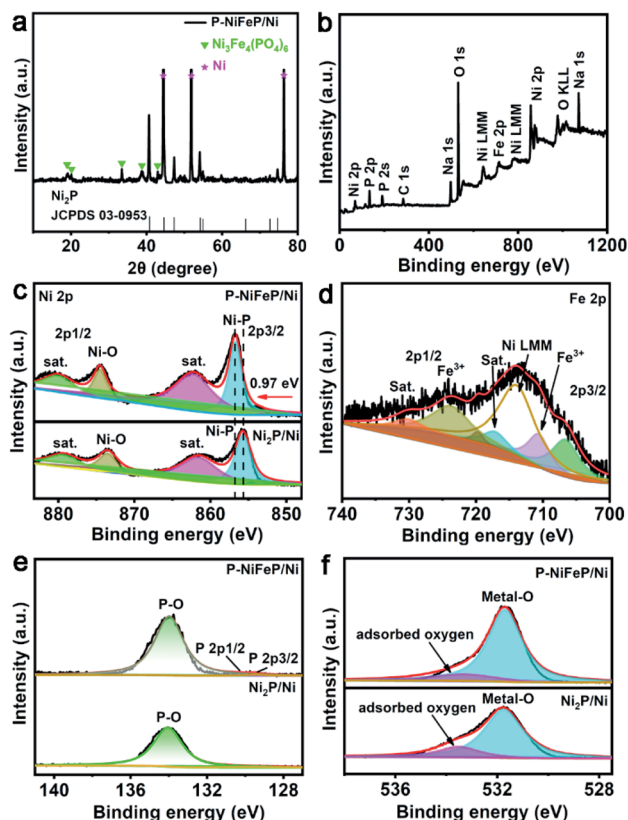 a
P-NiFeP/Ni
Ni₃Fe₄(PO₄)₆
Ni
Intensity (a.u.)
Ni₂P
JCPDS 03-0953
20 40 60 80
2θ (degree)
b
Intensity (a.u.)
Ni 2p
P 2p
P 2s
C 1s
Na 1s
O 1s
Ni LMM
Fe 2p
Ni LMM
Ni 2p
O KLL
Na 1s
0 400 800 1200
Binding energy (eV)
c
Ni 2p
P-NiFeP/Ni
Ni-P
2p1/2
2p3/2
Ni-O
sat.
sat.
0.97 eV
Ni-P
Ni₂P/Ni
sat.
Ni-O
sat.
Intensity (a.u.)
880 870 860 850
Binding energy (eV)
d
Fe 2p
Ni LMM
2p1/2
Sat.
Fe³⁺
Fe³⁺
Sat.
2p3/2
Intensity (a.u.)
740 730 720 710 700
Binding energy (eV)
e
P-NiFeP/Ni
P-O
P 2p1/2
P 2p3/2
Ni₂P/Ni
P-O
Intensity (a.u.)
141 136 132 128
Binding energy (eV)
f
P-NiFeP/Ni
Metal-O
adsorbed oxygen
Ni₂P/Ni
Metal-O
adsorbed oxygen
Intensity (a.u.)
536 532 528
Binding energy (eV)